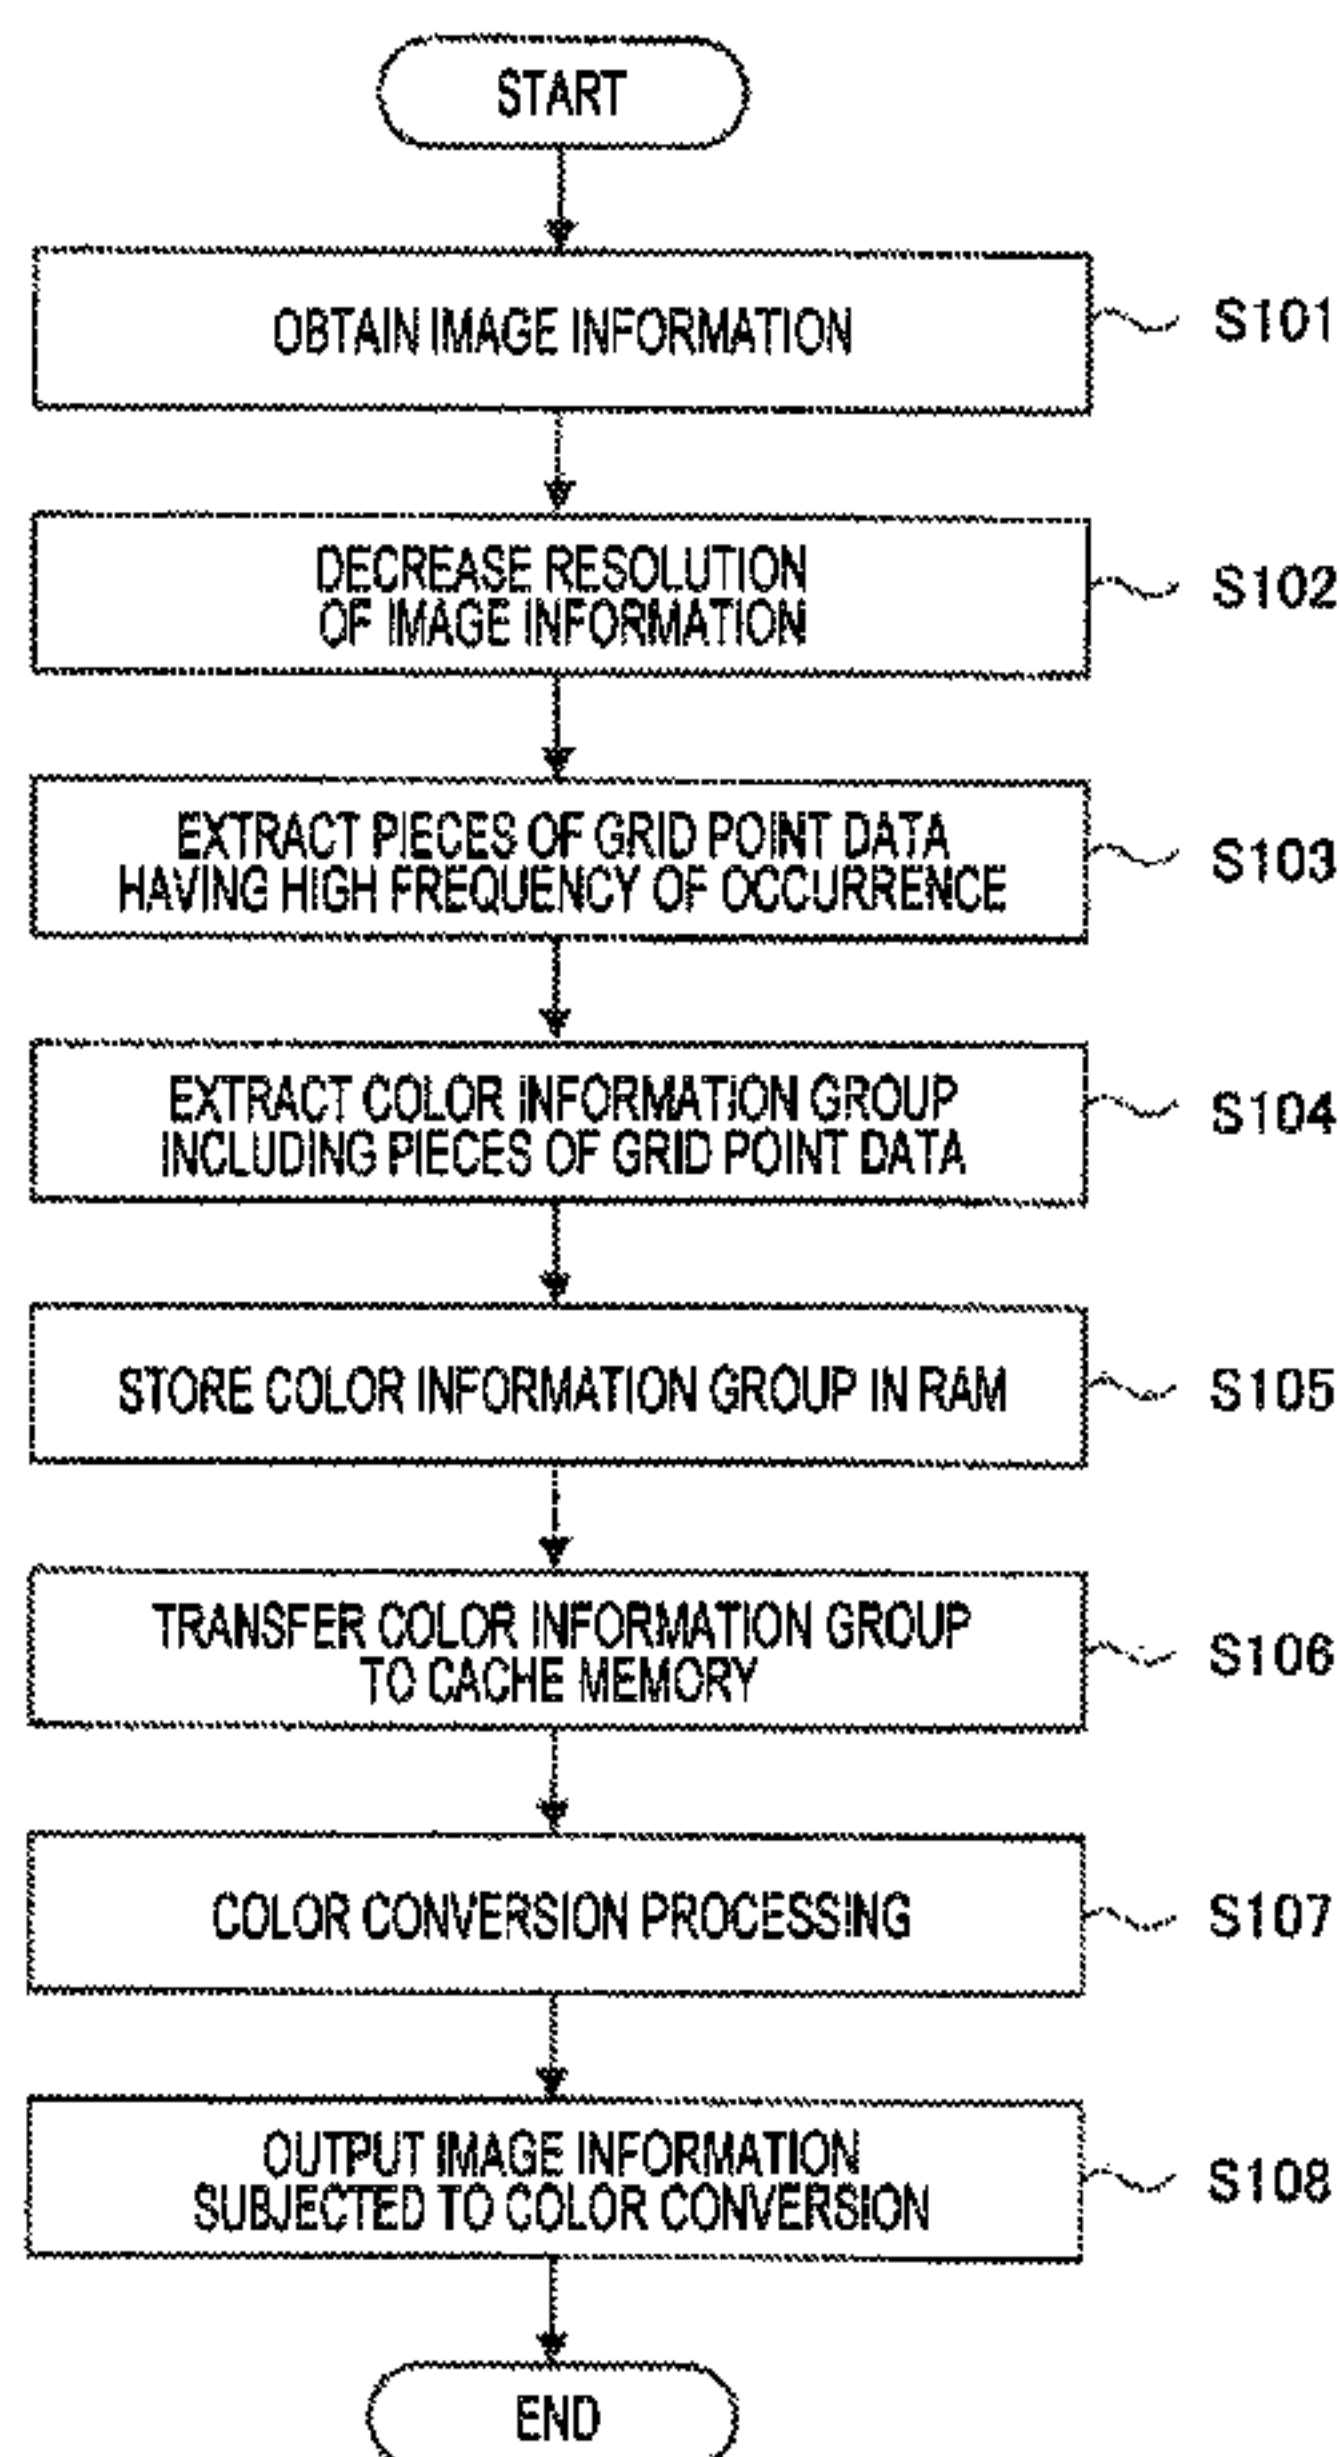 START
OBTAIN IMAGE INFORMATION
S101
DECREASE RESOLUTION
OF IMAGE INFORMATION
S102
EXTRACT PIECES OF GRID POINT DATA
HAVING HIGH FREQUENCY OF OCCURRENCE
S103
EXTRACT COLOR INFORMATION GROUP
INCLUDING PIECES OF GRID POINT DATA
S104
STORE COLOR INFORMATION GROUP IN RAM
S105
TRANSFER COLOR INFORMATION GROUP
TO CACHE MEMORY
S106
COLOR CONVERSION PROCESSING
S107
OUTPUT IMAGE INFORMATION
SUBJECTED TO COLOR CONVERSION
S108
END